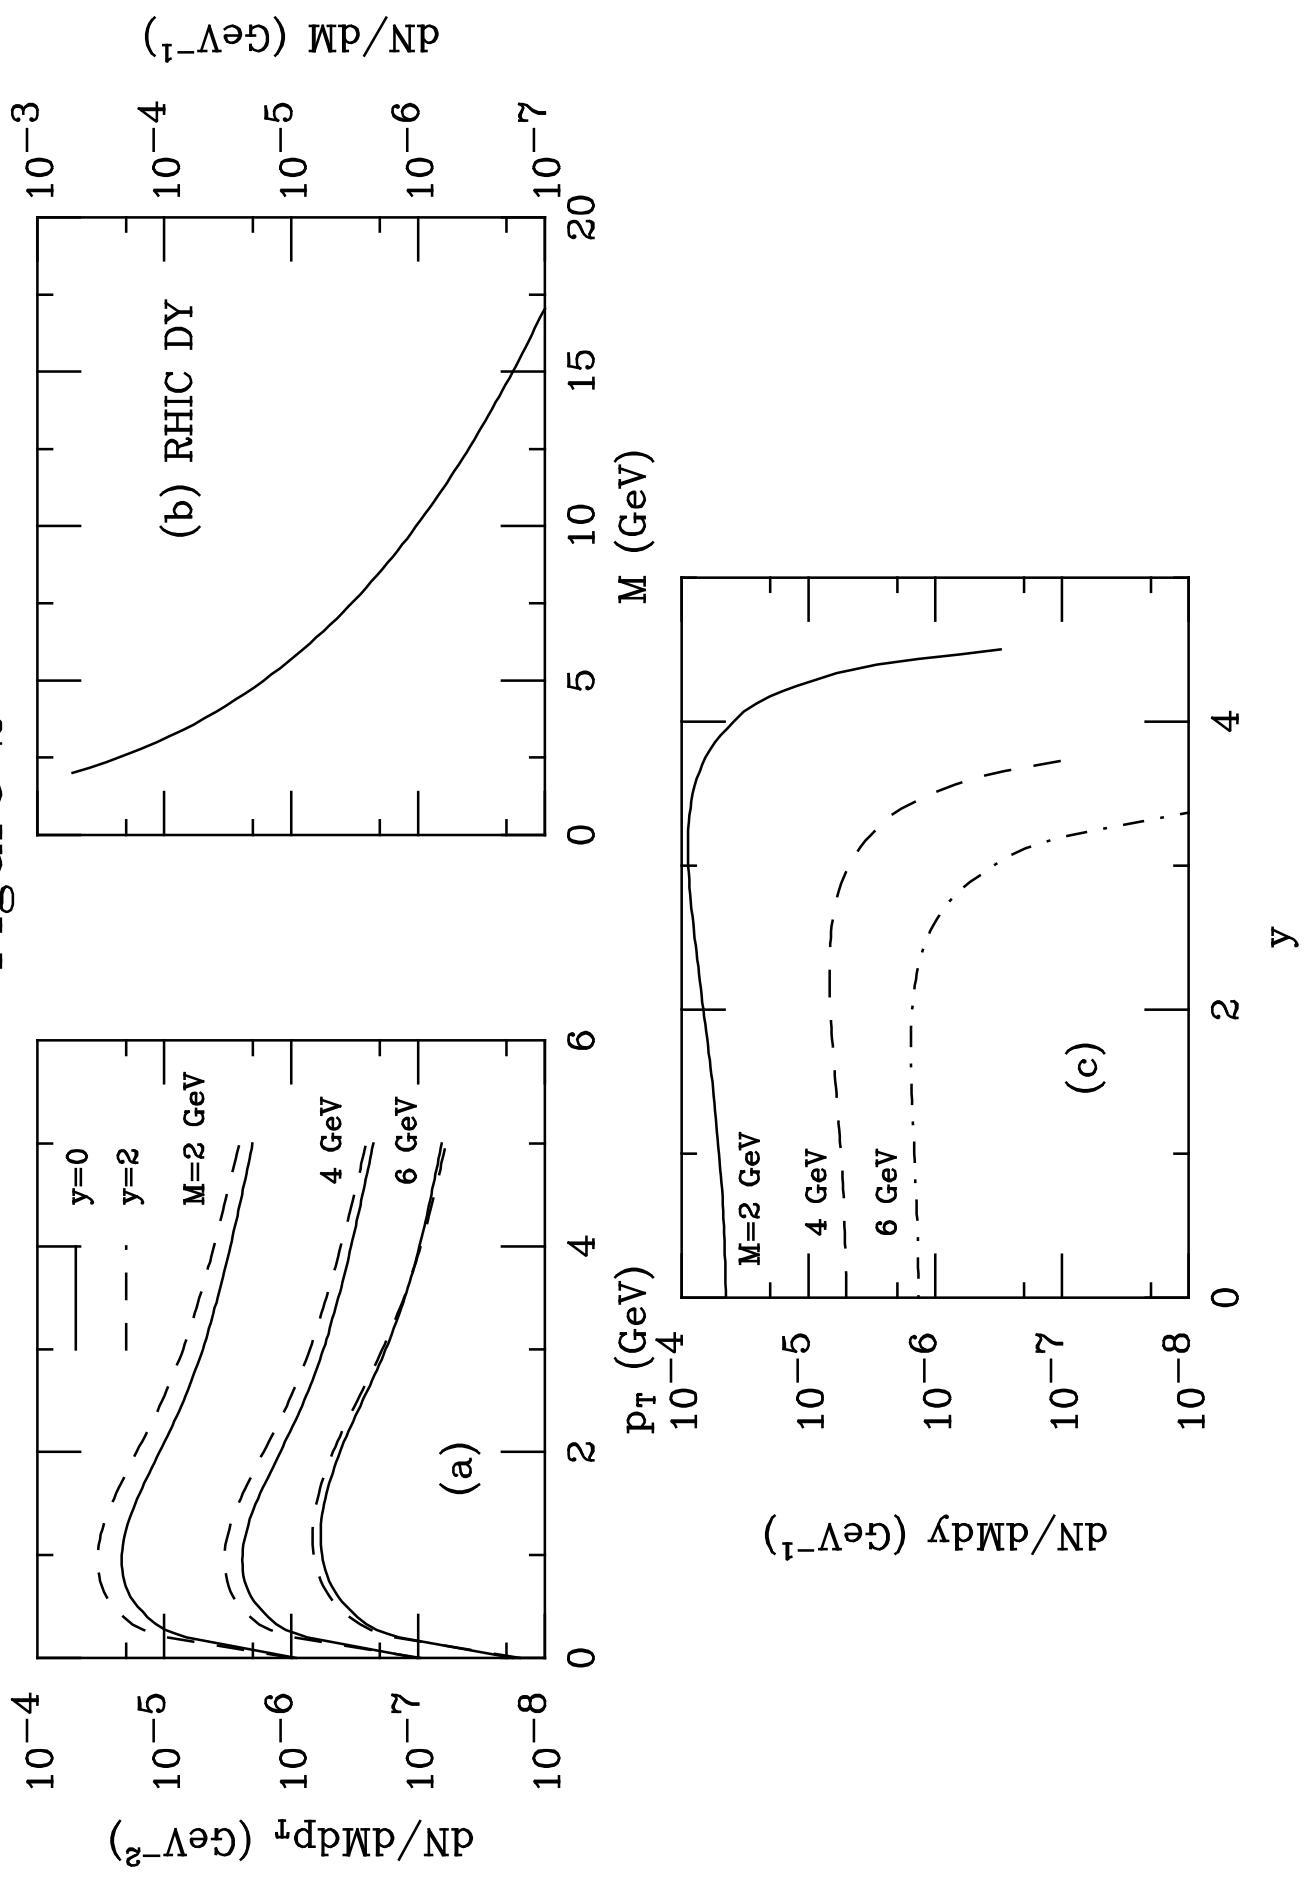 dN/dMdp_T (GeV^−2)
10^−4
10^−5
10^−6
10^−7
10^−8
y=0
y=2
M=2 GeV
4 GeV
6 GeV
(a)
0 2 4 6
p_T (GeV)
(b) RHIC DY
10^−3
10^−4
10^−5
10^−6
10^−7
dN/dM (GeV^−1)
0 5 10 15 20
M (GeV)
dN/dMdy (GeV^−1)
10^−4
10^−5
10^−6
10^−7
10^−8
M=2 GeV
4 GeV
6 GeV
(c)
0 2 4
y